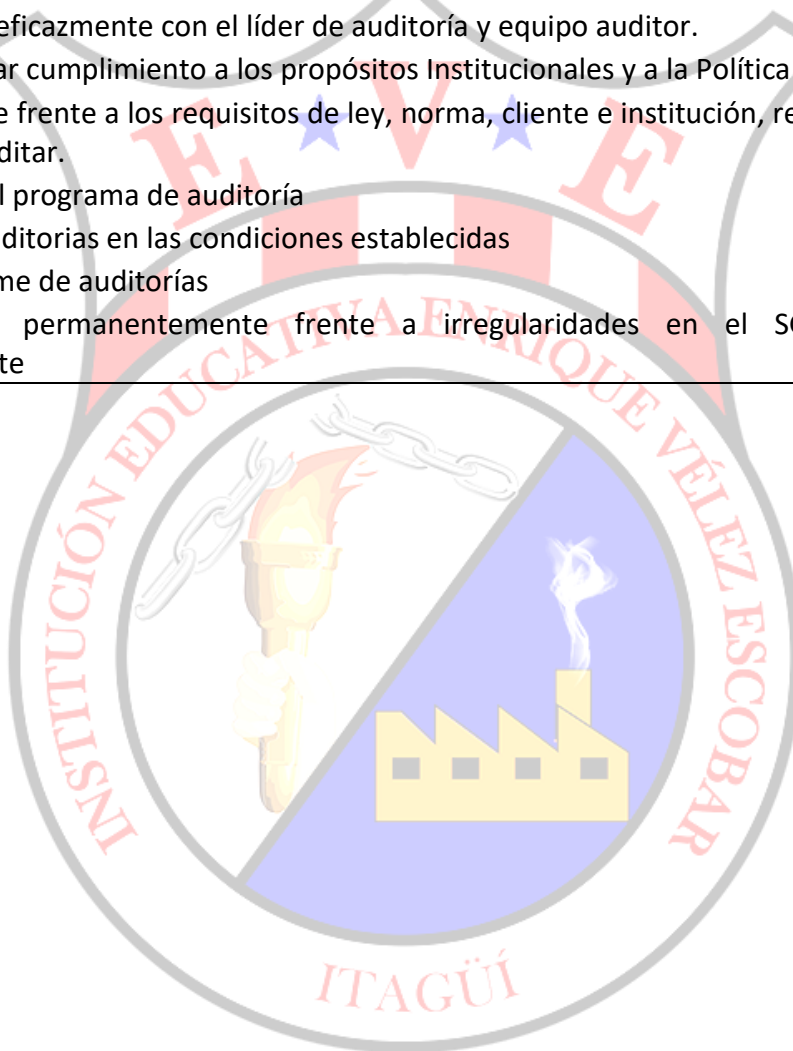 eficazmente con el líder de auditoría y equipo auditor.
ar cumplimiento a los propósitos Institucionales y a la Política
e frente a los requisitos de ley, norma, cliente e institución, re
ditar.
l programa de auditoría
ditorias en las condiciones establecidas
me de auditorías
permanentemente frente a irregularidades en el SG
te
E V E
INSTITUCIÓN EDUCATIVA ENRIQUE VÉLEZ ESCOBAR
ITAGÜÍ